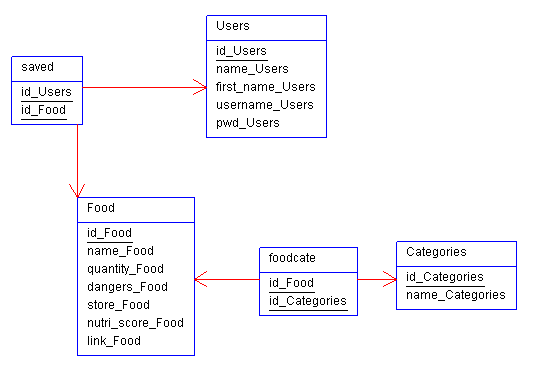 Users
id_Users
name_Users
first_name_Users
username_Users
pwd_Users
saved
id_Users
id_Food
Food
id_Food
name_Food
quantity_Food
dangers_Food
store_Food
nutri_score_Food
link_Food
foodcate
id_Food
id_Categories
Categories
id_Categories
name_Categories